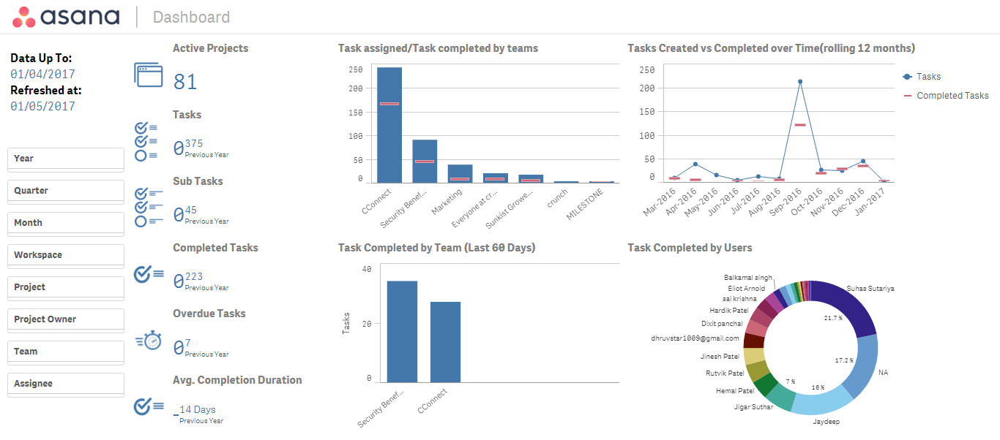 asana
Dashboard
Data Up To:
01/04/2017
Refreshed at:
01/05/2017
Year
Quarter
Month
Workspace
Project
Project Owner
Team
Assignee
Active Projects
81
Tasks
0 375
Previous Year
Sub Tasks
0 45
Previous Year
Completed Tasks
0 223
Previous Year
Overdue Tasks
0 7
Previous Year
Avg. Completion Duration
_14 Days
Previous Year
Task assigned/Task completed by teams
250
200
150
100
50
0
CConnect
Security Benef...
Marketing
Everyone at cr...
Sunkist Growe...
crunch
MILESTONE
Tasks Created vs Completed over Time(rolling 12 months)
250
200
150
100
50
0
Mar-2016
Apr-2016
May-2016
Jun-2016
Jul-2016
Aug-2016
Sep-2016
Oct-2016
Nov-2016
Dec-2016
Jan-2017
Tasks
Completed Tasks
Task Completed by Team (Last 60 Days)
Tasks
40
20
0
Security Benef...
CConnect
Task Completed by Users
Balkamal singh
Eliot Arnold
sai krishna
Hardik Patel
Dixit panchal
dhruvstar1009@gmail.com
Jinesh Patel
Rutvik Patel
Hemal Patel
Jigar Suthar
Jaydeep
NA
Suhas Sutariya
21.7 %
17.2 %
16 %
7 %